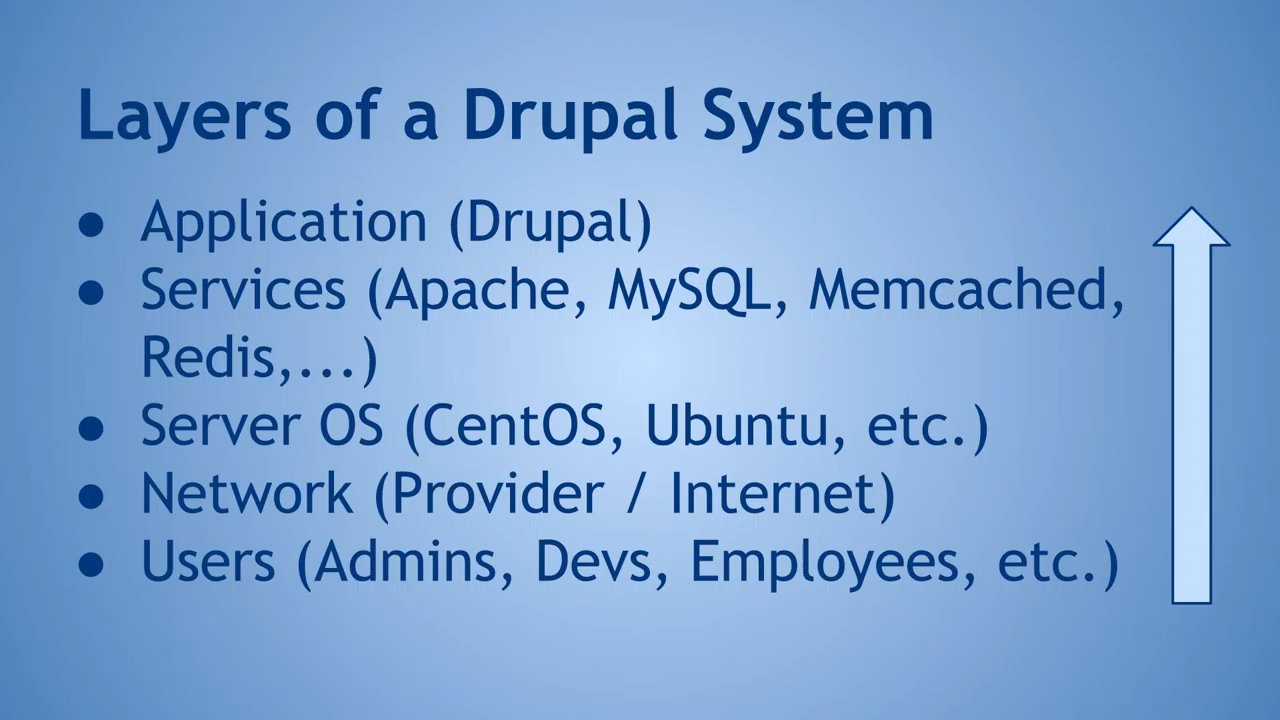 Layers of a Drupal System
● Application (Drupal)
● Services (Apache, MySQL, Memcached,
Redis,...)
● Server OS (CentOS, Ubuntu, etc.)
● Network (Provider / Internet)
● Users (Admins, Devs, Employees, etc.)